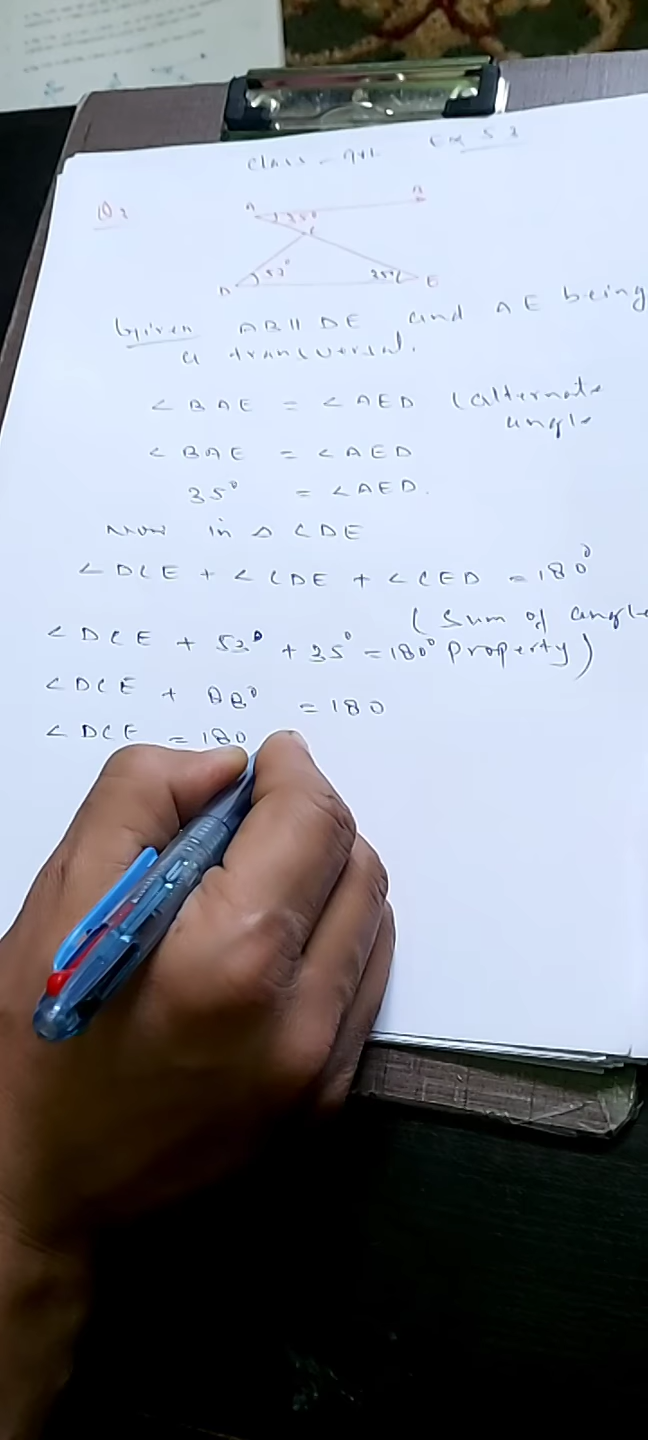 class - 9th Ex 5.3
Q2
A B
35°
C
53° 35°
D E
Given AB || DE and AE being
a transversal.
∠BAE = ∠AED (alternate
angle
∠BAE = ∠AED
35° = ∠AED.
Now in △ CDE
∠DCE + ∠CDE + ∠CED = 180°
(Sum of angle
∠DCE + 53° + 35° = 180° Property)
∠DCE + 88° = 180
∠DCE = 180